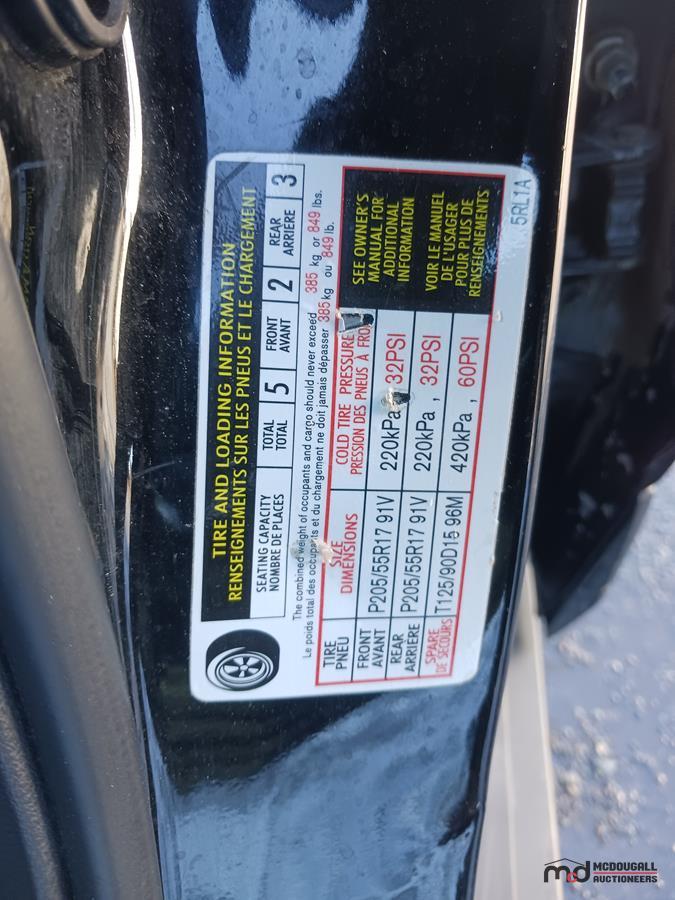 TIRE AND LOADING INFORMATION
RENSEIGNEMENTS SUR LES PNEUS ET LE CHARGEMENT
SEATING CAPACITY
NOMBRE DE PLACES
TOTAL
TOTAL
5
FRONT
AVANT
2
REAR
ARRIÈRE
3
The combined weight of occupants and cargo should never exceed 385 kg or 849 lbs.
Le poids total des occupants et du chargement ne doit jamais dépasser 385 kg ou 849 lb.
TIRE
PNEU
SIZE
DIMENSIONS
COLD TIRE PRESSURE
PRESSION DES PNEUS À FROID
FRONT
AVANT
P205/55R17 91V
220kPa, 32PSI
REAR
ARRIÈRE
P205/55R17 91V
220kPa, 32PSI
SPARE
DE SECOURS
T125/90D15 96M
420kPa, 60PSI
SEE OWNER'S
MANUAL FOR
ADDITIONAL
INFORMATION
VOIR LE MANUEL
DE L'USAGER
POUR PLUS DE
RENSEIGNEMENTS
5RL1A
md MCDOUGALL
AUCTIONEERS